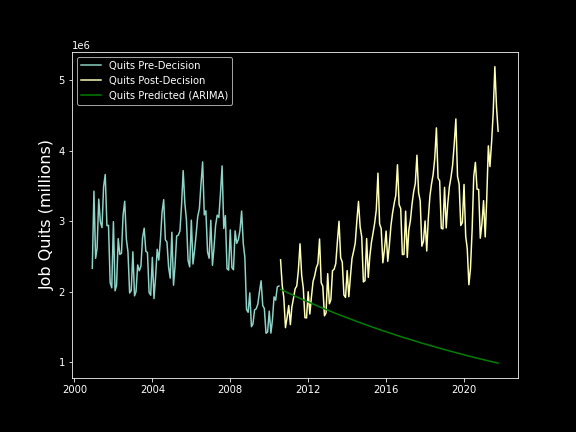 1e6
Quits Pre-Decision
Quits Post-Decision
Quits Predicted (ARIMA)
5
4
3
2
1
Job Quits (millions)
2000 2004 2008 2012 2016 2020